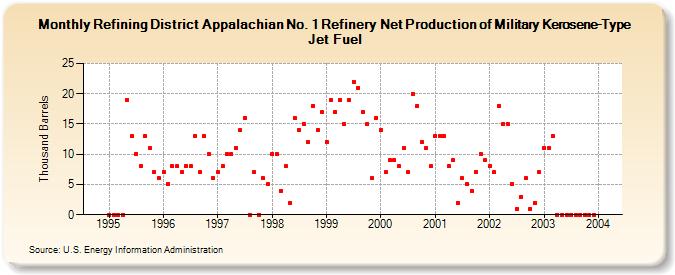 Monthly Refining District Appalachian No. 1 Refinery Net Production of Military Kerosene-Type
Jet Fuel
Thousand Barrels
25
20
15
10
5
0
1995 1996 1997 1998 1999 2000 2001 2002 2003 2004
Source: U.S. Energy Information Administration